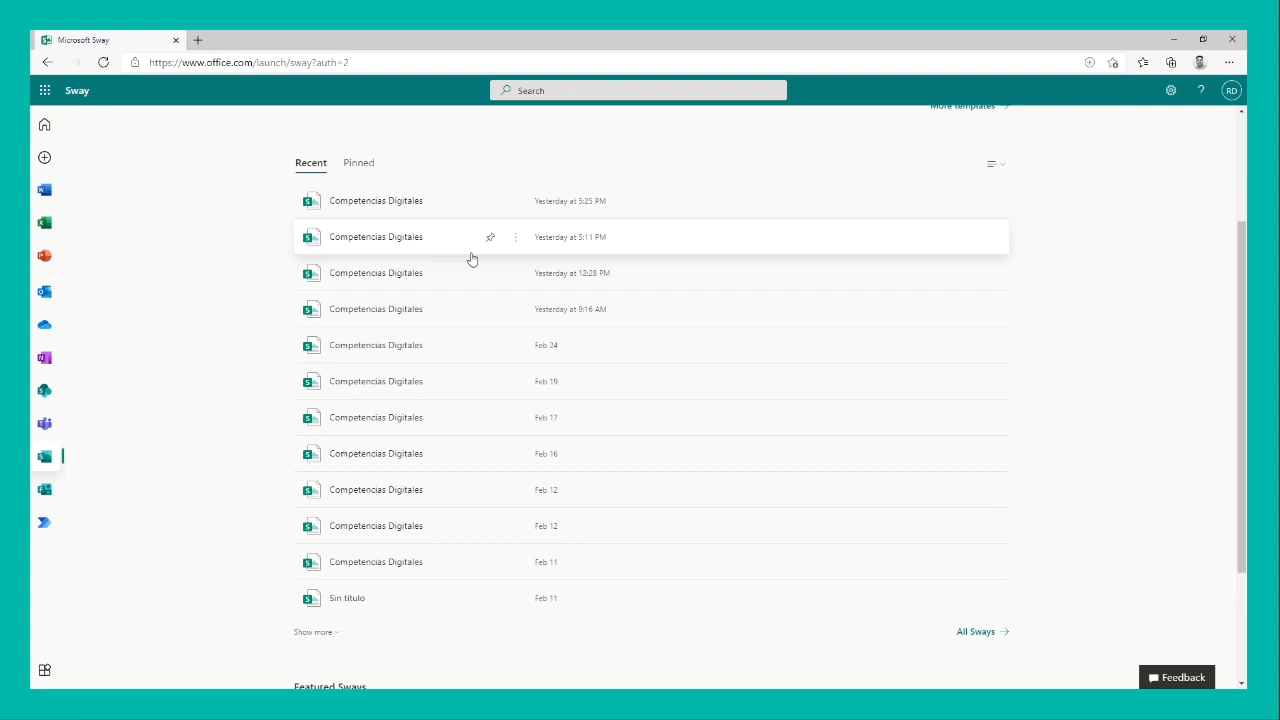 Microsoft Sway
https://www.office.com/launch/sway?auth=2
Sway
Search
RD
More templates
Recent Pinned
Competencias Digitales Yesterday at 5:25 PM
Competencias Digitales Yesterday at 5:11 PM
Competencias Digitales Yesterday at 12:28 PM
Competencias Digitales Yesterday at 9:16 AM
Competencias Digitales Feb 24
Competencias Digitales Feb 19
Competencias Digitales Feb 17
Competencias Digitales Feb 16
Competencias Digitales Feb 12
Competencias Digitales Feb 12
Competencias Digitales Feb 11
Sin título Feb 11
Show more
All Sways
Feedback
Featured Sways